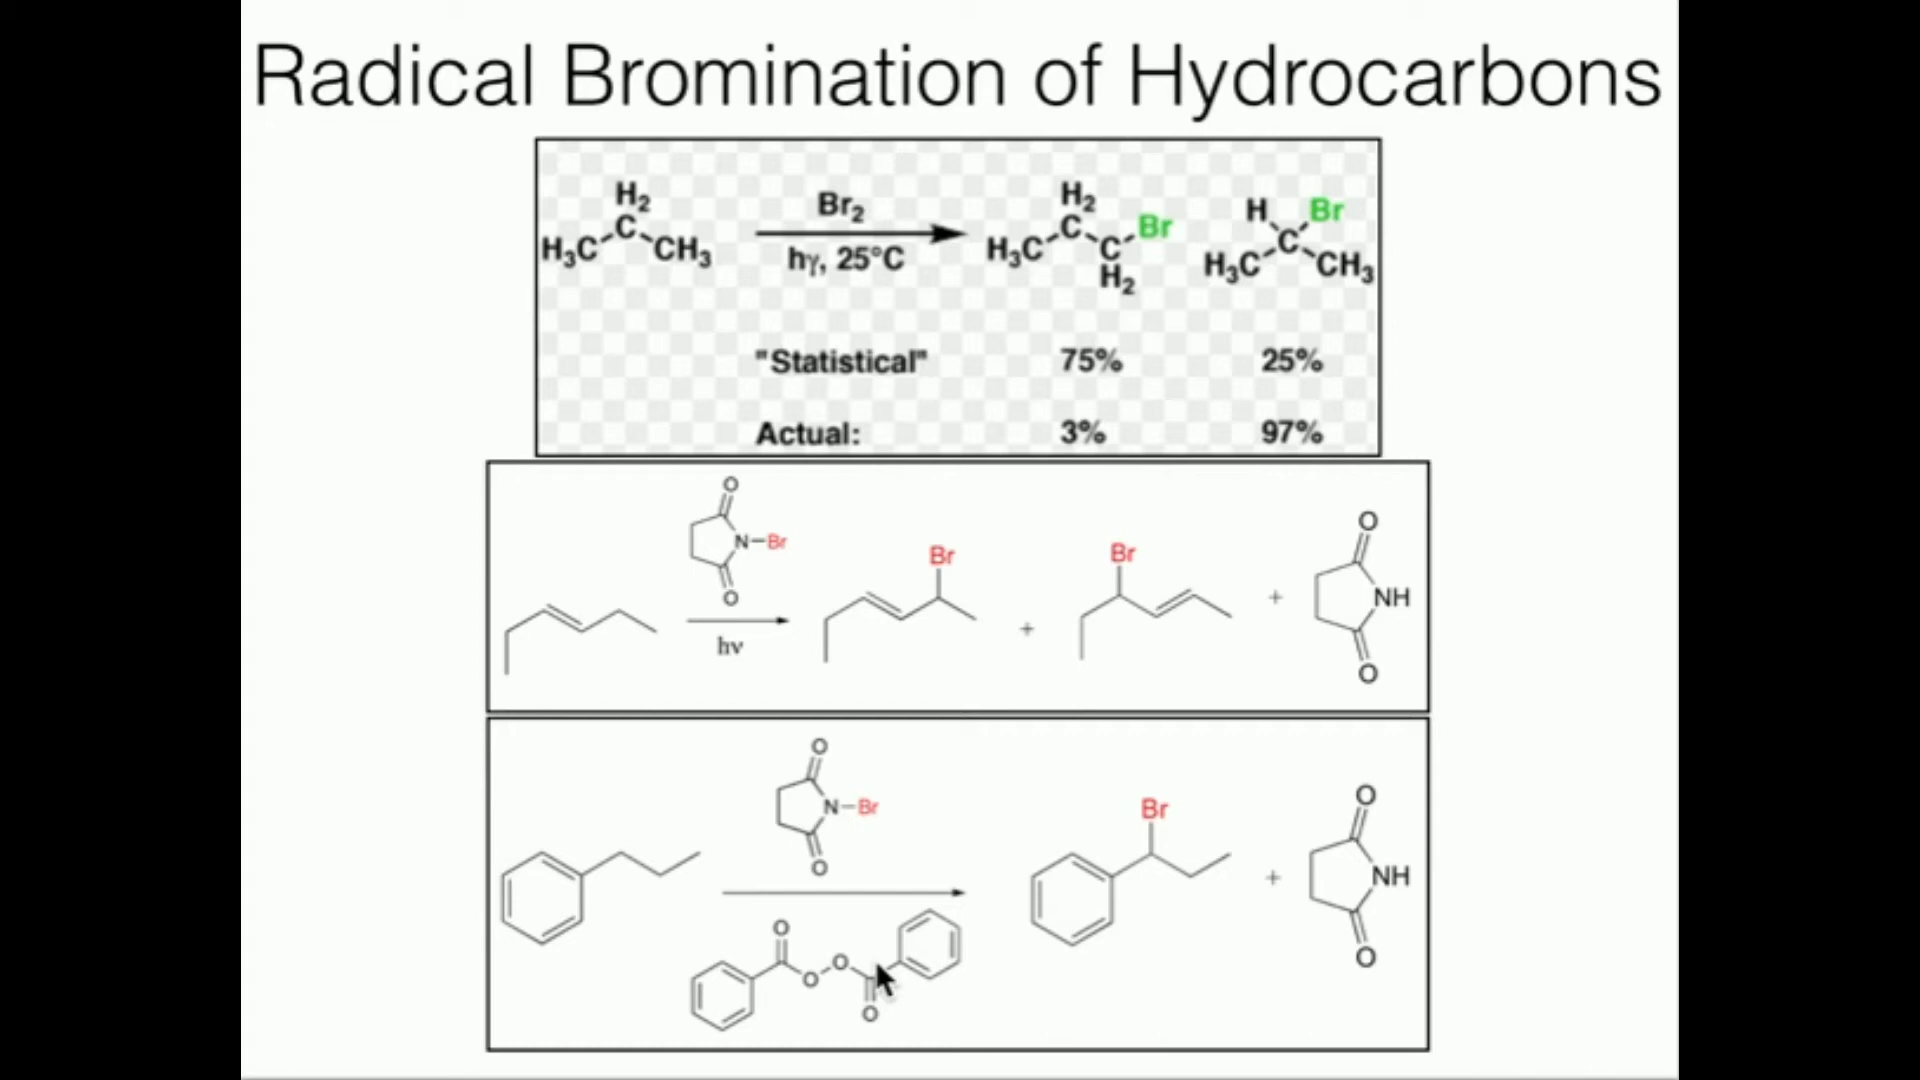 Radical Bromination of Hydrocarbons
H₂
C
H₃C CH₃
Br₂
hγ, 25°C
H₂
C
H₃C C Br
H₂
H Br
C
H₃C CH₃
"Statistical" 75% 25%
Actual: 3% 97%
O
N Br
O
hν
Br
+
Br
+
O
NH
O
O
N Br
O
O
O O
O
Br
+
O
NH
O